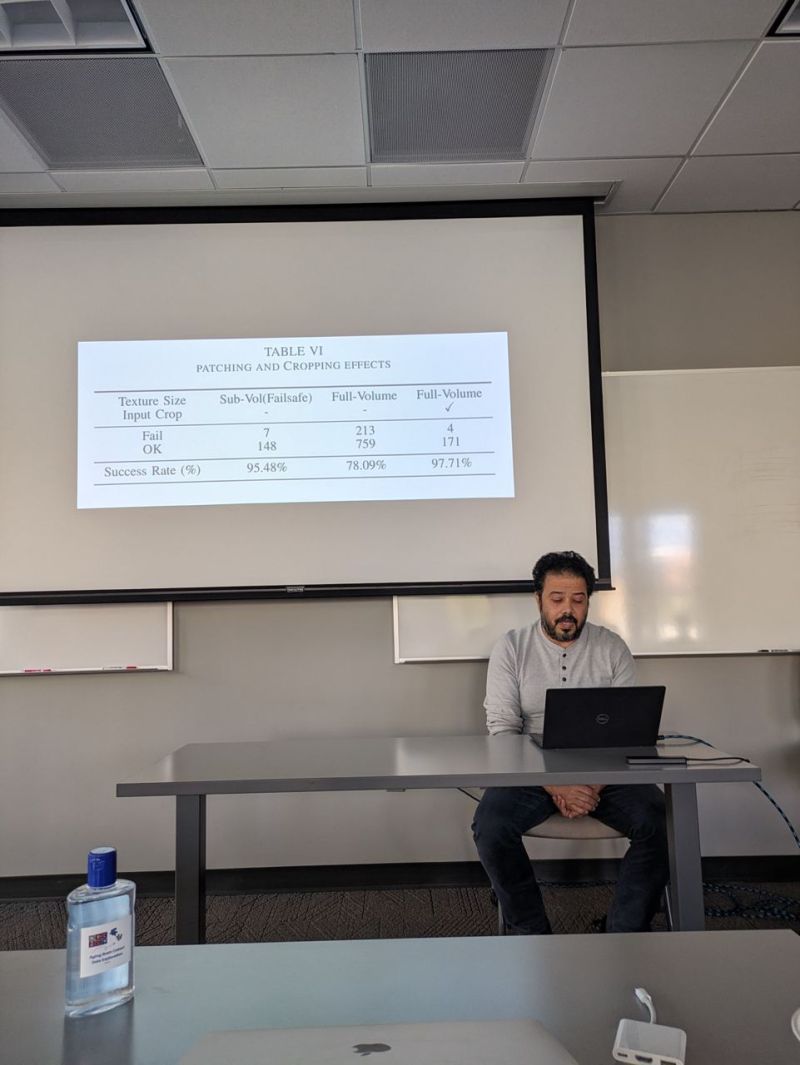 TABLE VI
PATCHING AND CROPPING EFFECTS
Texture Size Sub-Vol(Failsafe) Full-Volume Full-Volume
Input Crop - - ✓
Fail 7 213 4
OK 148 759 171
Success Rate (%) 95.48% 78.09% 97.71%
DELL